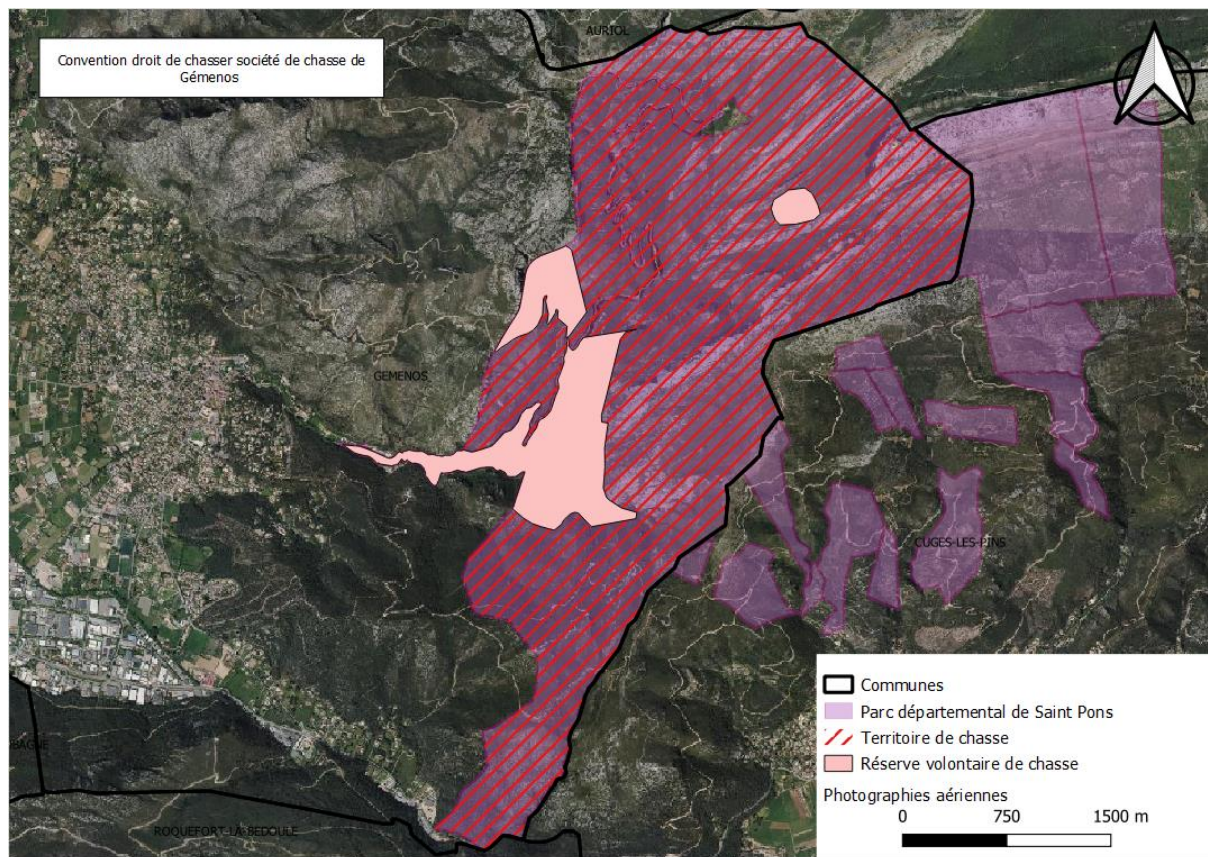 Convention droit de chasser société de chasse de
Gémenos
AURIOL
GEMENOS
CUGES-LES-PINS
BAGNE
ROQUEFORT-LA-BEDOULE
Communes
Parc départemental de Saint Pons
Territoire de chasse
Réserve volontaire de chasse
Photographies aériennes
0 750 1500 m